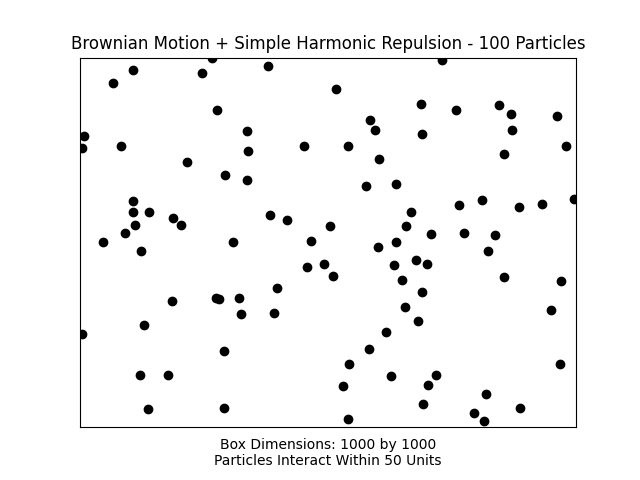 Brownian Motion + Simple Harmonic Repulsion - 100 Particles
Box Dimensions: 1000 by 1000
Particles Interact Within 50 Units